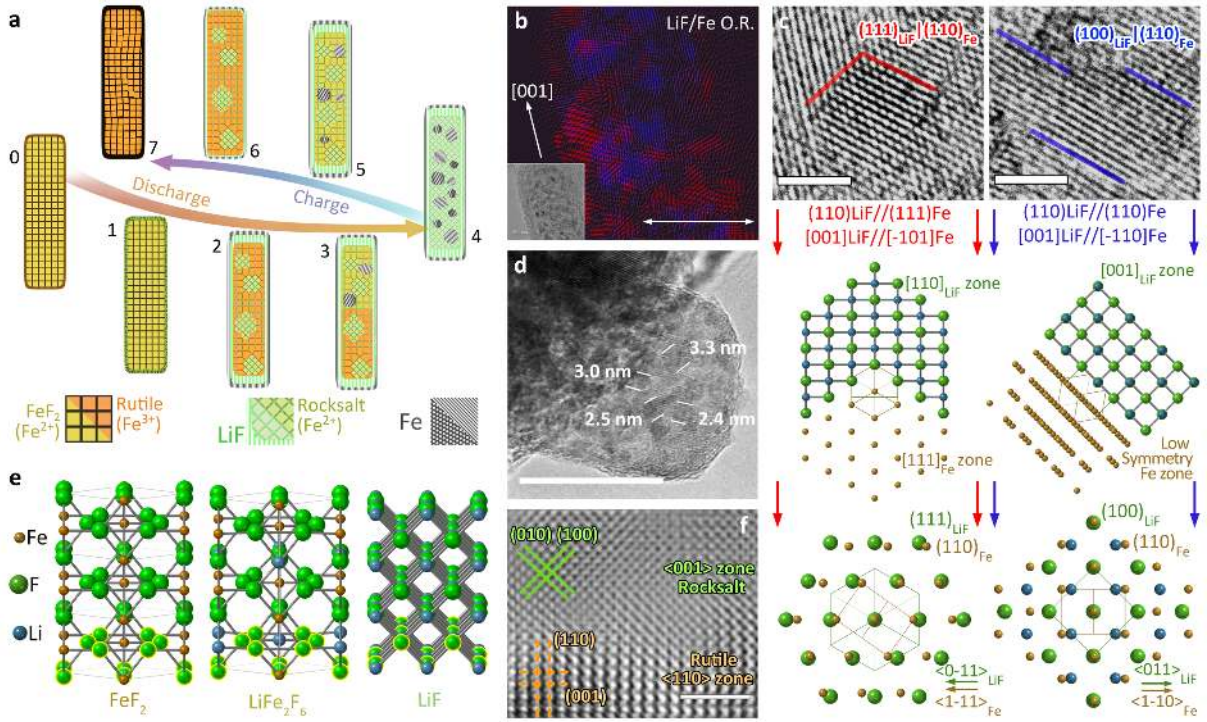 a
0
1
2
3
4
5
6
7
Discharge
Charge
FeF₂
(Fe²⁺)
Rutile
(Fe³⁺)
LiF
Rocksalt
(Fe²⁺)
Fe
b
LiF/Fe O.R.
[001]
c
(111)LiF|(110)Fe
(100)LiF|(110)Fe
(110)LiF//(111)Fe
[001]LiF//[-101]Fe
(110)LiF//(110)Fe
[001]LiF//[-110]Fe
[110]LiF zone
[111]Fe zone
[001]LiF zone
Low
Symmetry
Fe zone
(111)LiF
(110)Fe
<0-11>LiF
<1-11>Fe
(100)LiF
(110)Fe
<011>LiF
<1-10>Fe
d
3.3 nm
3.0 nm
2.5 nm
2.4 nm
e
Fe
F
Li
FeF₂
LiFe₂F₆
LiF
f
(010) (100)
<001> zone
Rocksalt
(110)
(001)
Rutile
<110> zone